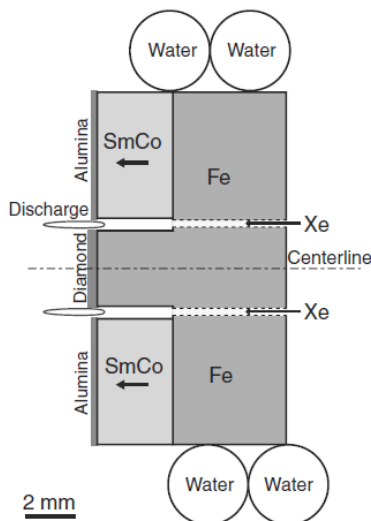 Water Water
Alumina
SmCo
Fe
Discharge
Xe
Diamond
Centerline
Xe
Alumina
SmCo
Fe
Water Water
2 mm